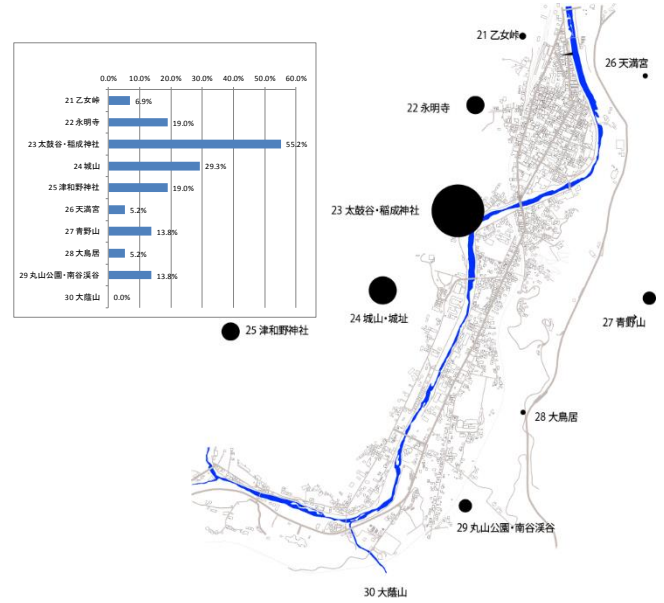 0.0% 10.0% 20.0% 30.0% 40.0% 50.0% 60.0%
21 乙女峠 6.9%
22 永明寺 19.0%
23 太鼓谷・稲成神社 55.2%
24 城山 29.3%
25 津和野神社 19.0%
26 天満宮 5.2%
27 青野山 13.8%
28 大鳥居 5.2%
29 丸山公園・南谷渓谷 13.8%
30 大蔭山 0.0%
21 乙女峠
26 天満宮
22 永明寺
23 太鼓谷・稲成神社
24 城山・城址
27 青野山
25 津和野神社
28 大鳥居
29 丸山公園・南谷渓谷
30 大蔭山